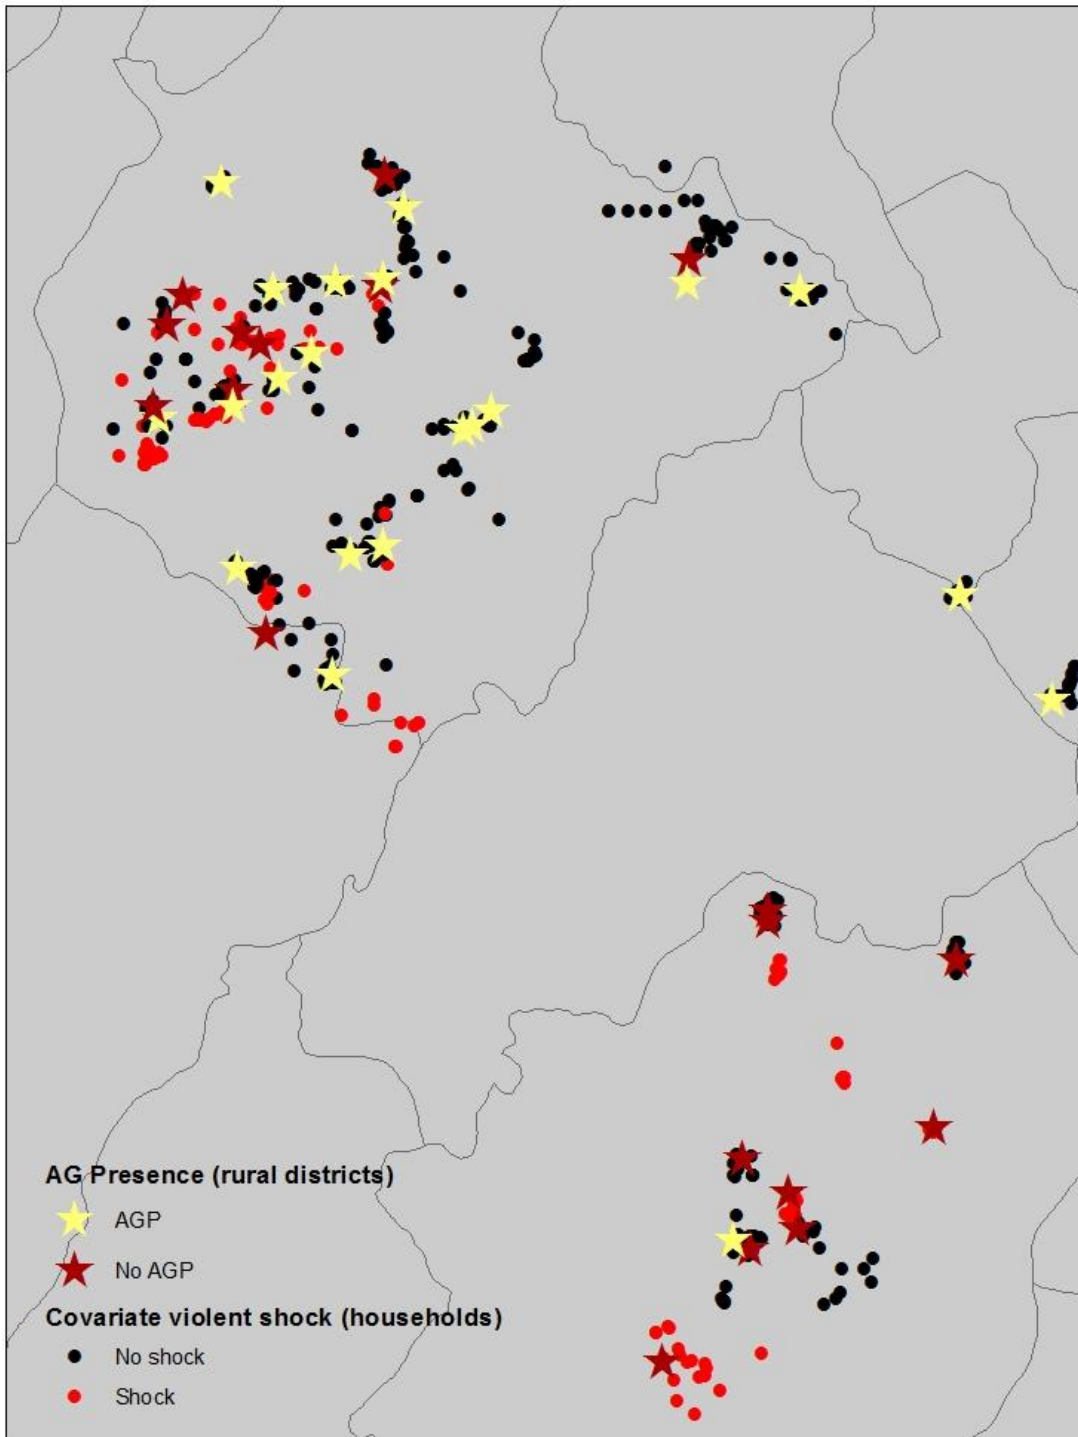 AG Presence (rural districts)
AGP
No AGP
Covariate violent shock (households)
No shock
Shock